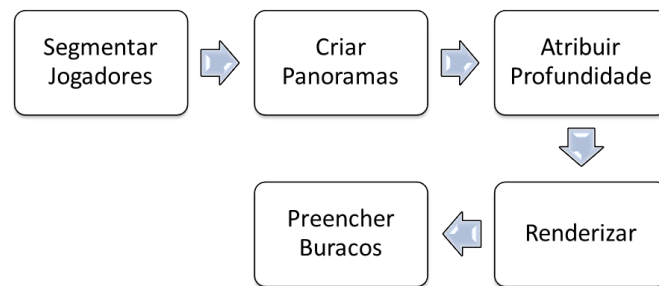 Segmentar
Jogadores
Criar
Panoramas
Atribuir
Profundidade
Renderizar
Preencher
Buracos